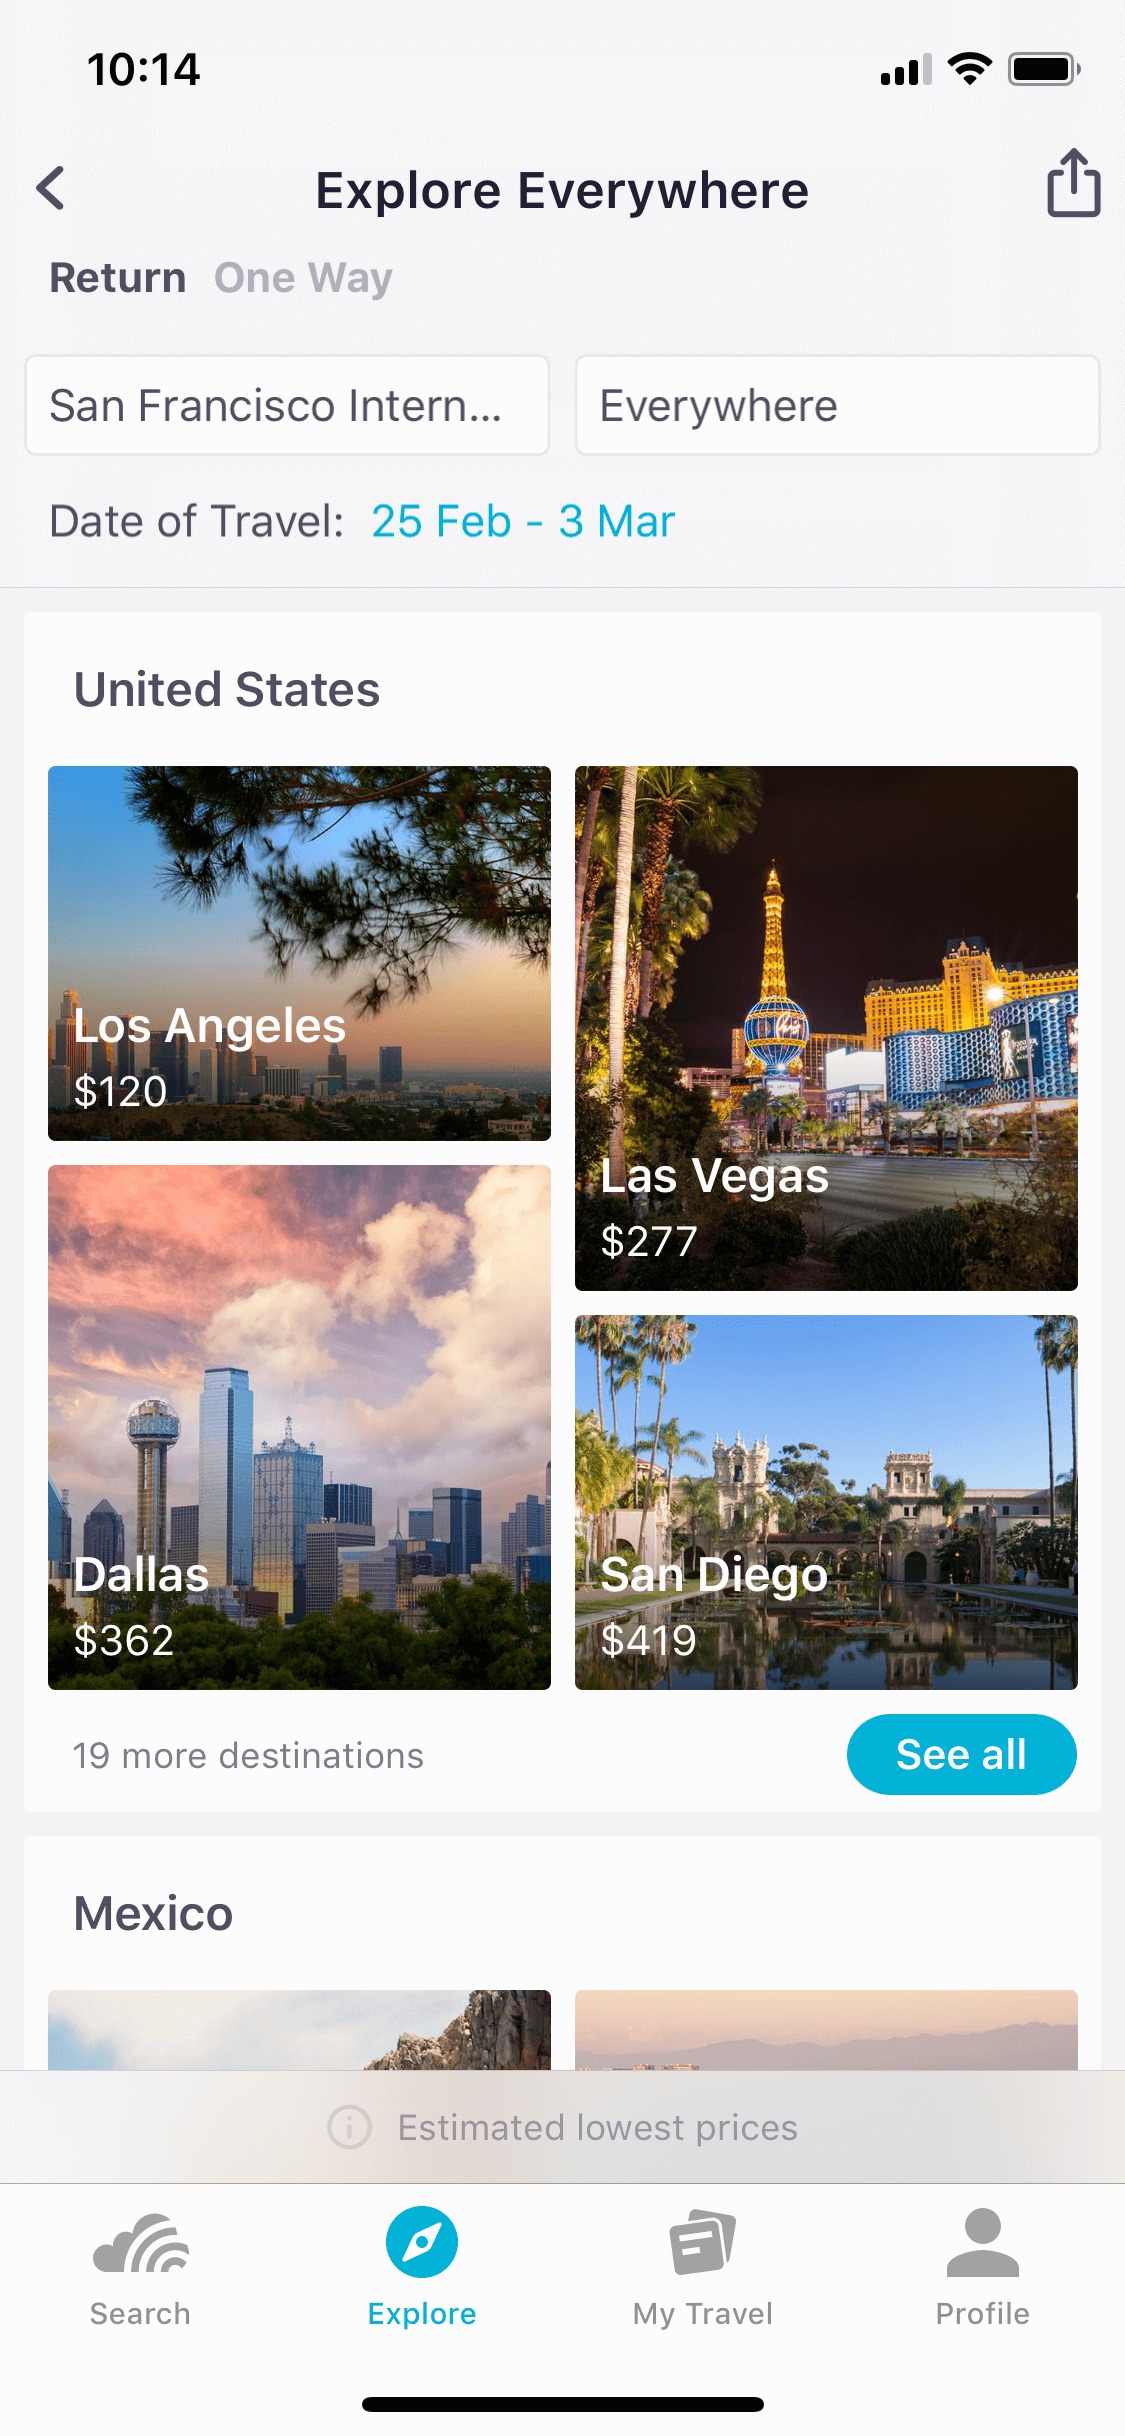 10:14
Explore Everywhere
Return One Way
San Francisco Intern...
Everywhere
Date of Travel: 25 Feb - 3 Mar
United States
Los Angeles
$120
Paris
Las Vegas
$277
Dallas
$362
San Diego
$419
19 more destinations
See all
Mexico
Estimated lowest prices
Search
Explore
My Travel
Profile